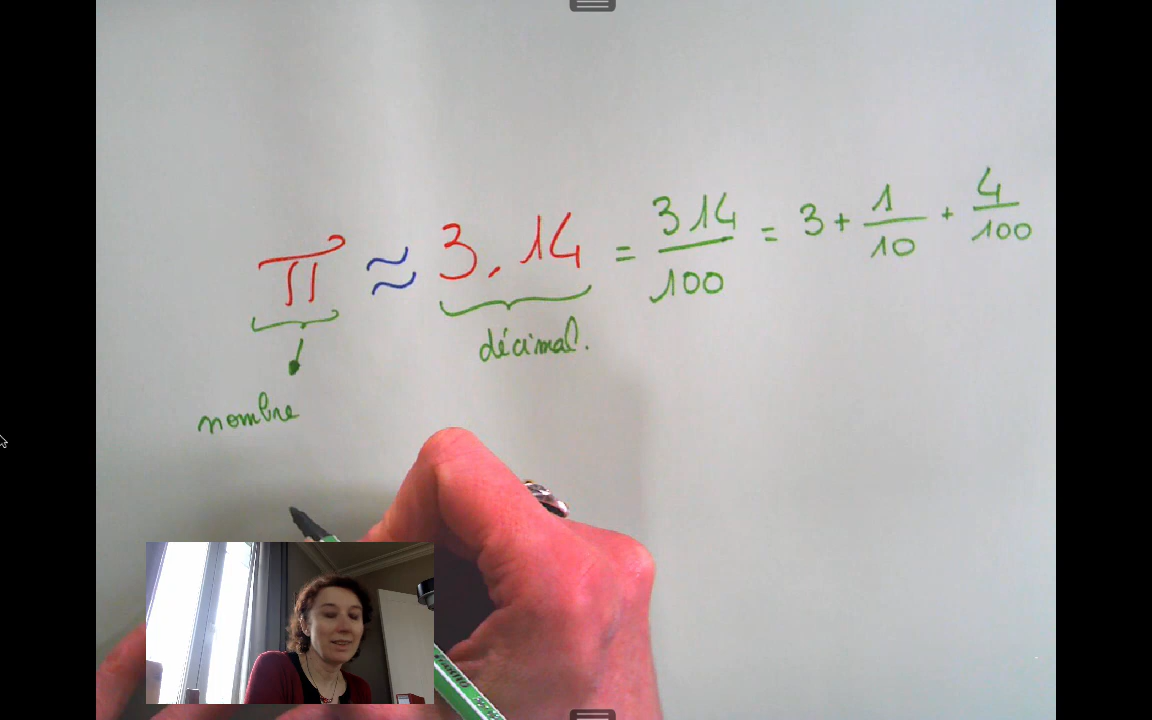 π ≈ 3.14 = 314/100 = 3 + 1/10 + 4/100
décimal.
nombre